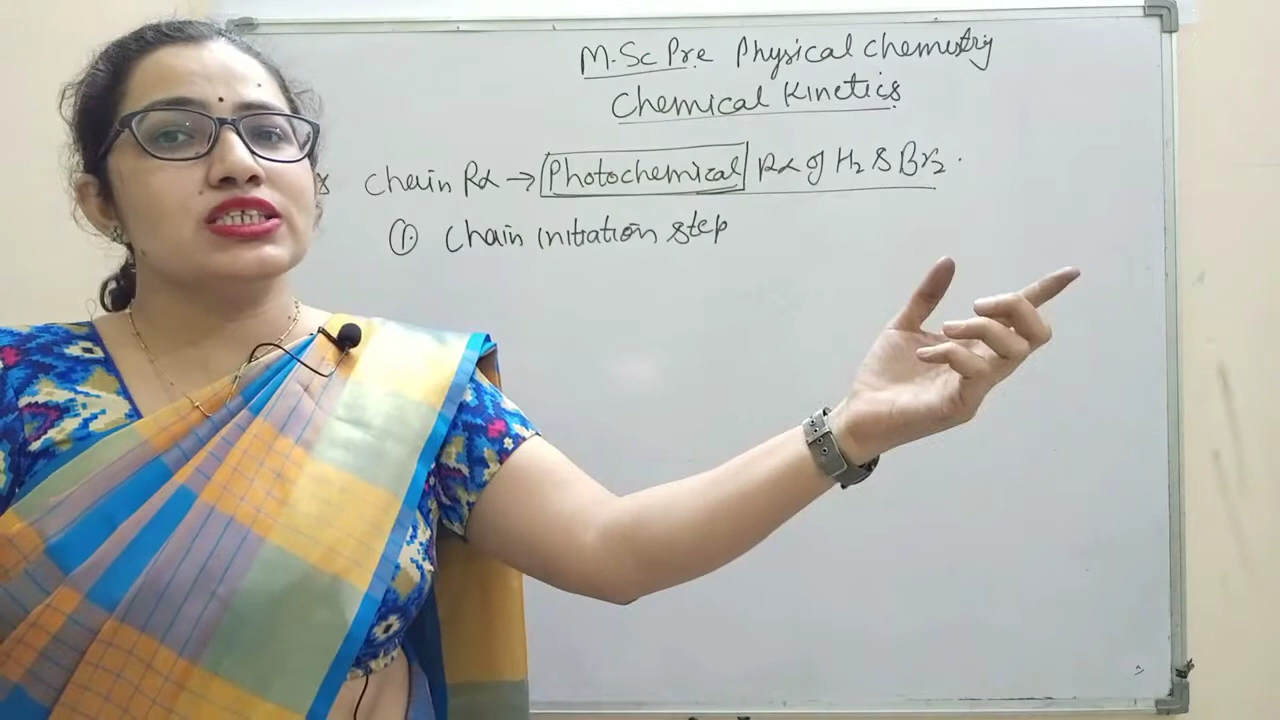 M.Sc Pre Physical Chemistry
Chemical Kinetics
* Chain Rx → Photochemical Rx of H₂ & Br₂.
① Chain initiation step